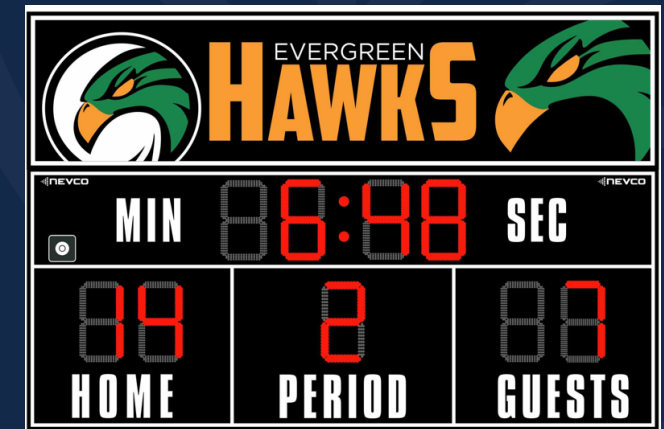 EVERGREEN
HAWKS
NEVCO
NEVCO
MIN 6:48 SEC
14 2 7
HOME PERIOD GUESTS